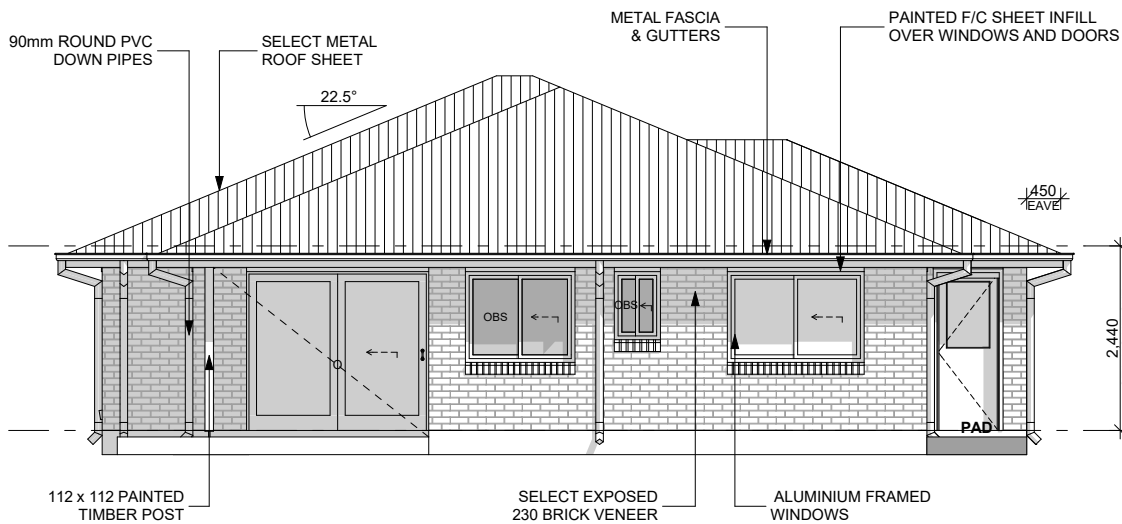 90mm ROUND PVC
DOWN PIPES
SELECT METAL
ROOF SHEET
METAL FASCIA
& GUTTERS
PAINTED F/C SHEET INFILL
OVER WINDOWS AND DOORS
22.5°
450
EAVE
OBS
OBS
2,440
PAD
112 x 112 PAINTED
TIMBER POST
SELECT EXPOSED
230 BRICK VENEER
ALUMINIUM FRAMED
WINDOWS